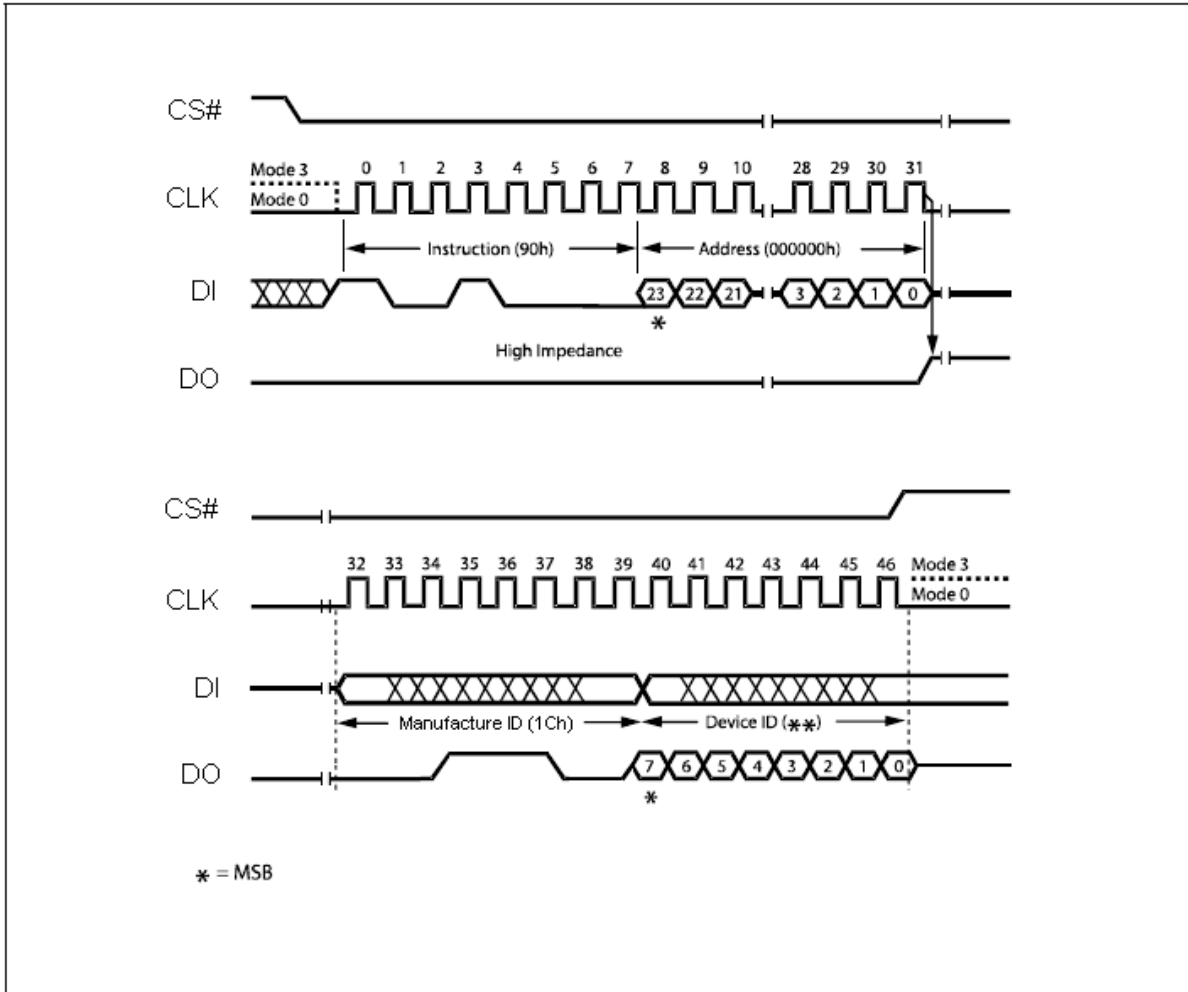 CS#
Mode 3
0 1 2 3 4 5 6 7 8 9 10 28 29 30 31
CLK
Mode 0
Instruction (90h)
Address (000000h)
DI
23 22 21 3 2 1 0
*
High Impedance
DO
CS#
32 33 34 35 36 37 38 39 40 41 42 43 44 45 46
Mode 3
CLK
Mode 0
DI
Manufacture ID (1Ch)
Device ID (**)
DO
7 6 5 4 3 2 1 0
*
* = MSB